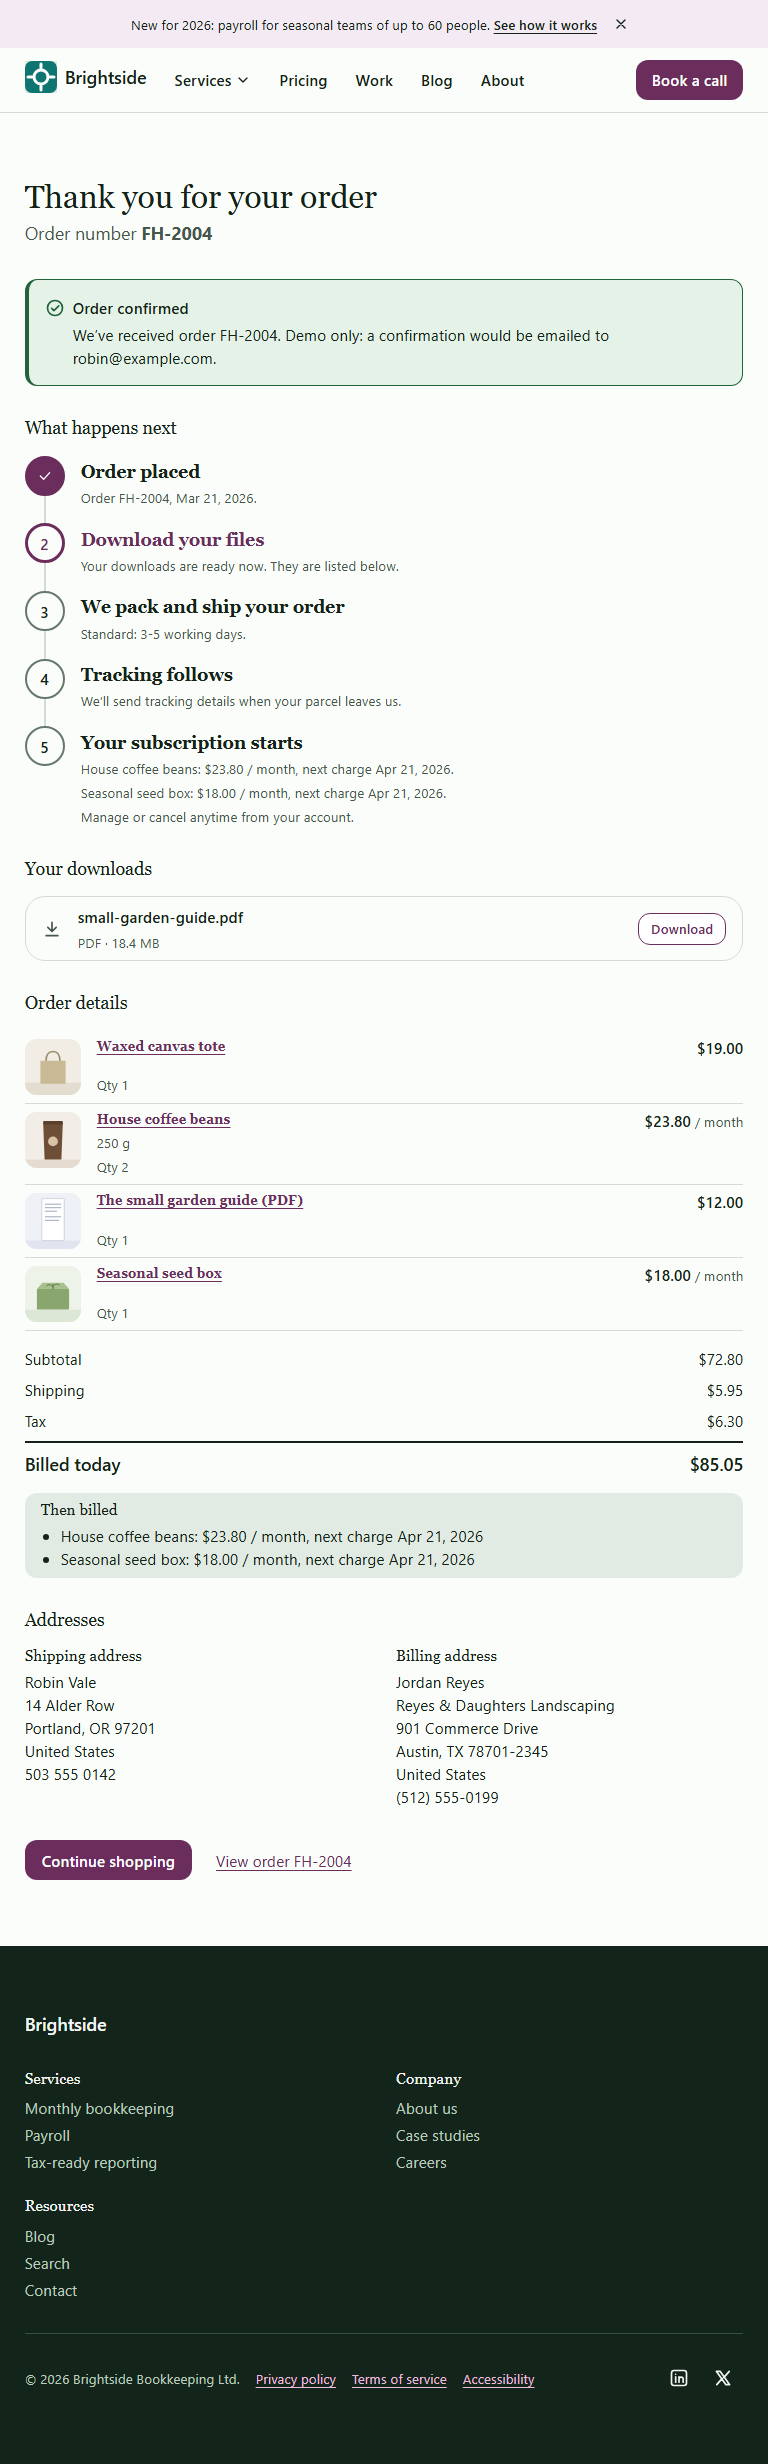 New for 2026: payroll for seasonal teams of up to 60 people. See how it works
Brightside
Services
Pricing
Work
Blog
About
Book a call
Thank you for your order
Order number FH-2004
Order confirmed
We’ve received order FH-2004. Demo only: a confirmation would be emailed to
robin@example.com.
What happens next
Order placed
Order FH-2004, Mar 21, 2026.
2
Download your files
Your downloads are ready now. They are listed below.
3
We pack and ship your order
Standard: 3-5 working days.
4
Tracking follows
We’ll send tracking details when your parcel leaves us.
5
Your subscription starts
House coffee beans: $23.80 / month, next charge Apr 21, 2026.
Seasonal seed box: $18.00 / month, next charge Apr 21, 2026.
Manage or cancel anytime from your account.
Your downloads
small-garden-guide.pdf
PDF · 18.4 MB
Download
Order details
Waxed canvas tote
$19.00
Qty 1
House coffee beans
$23.80 / month
250 g
Qty 2
The small garden guide (PDF)
$12.00
Qty 1
Seasonal seed box
$18.00 / month
Qty 1
Subtotal
$72.80
Shipping
$5.95
Tax
$6.30
Billed today
$85.05
Then billed
House coffee beans: $23.80 / month, next charge Apr 21, 2026
Seasonal seed box: $18.00 / month, next charge Apr 21, 2026
Addresses
Shipping address
Robin Vale
14 Alder Row
Portland, OR 97201
United States
503 555 0142
Billing address
Jordan Reyes
Reyes & Daughters Landscaping
901 Commerce Drive
Austin, TX 78701-2345
United States
(512) 555-0199
Continue shopping
View order FH-2004
Brightside
Services
Monthly bookkeeping
Payroll
Tax-ready reporting
Company
About us
Case studies
Careers
Resources
Blog
Search
Contact
© 2026 Brightside Bookkeeping Ltd.
Privacy policy
Terms of service
Accessibility